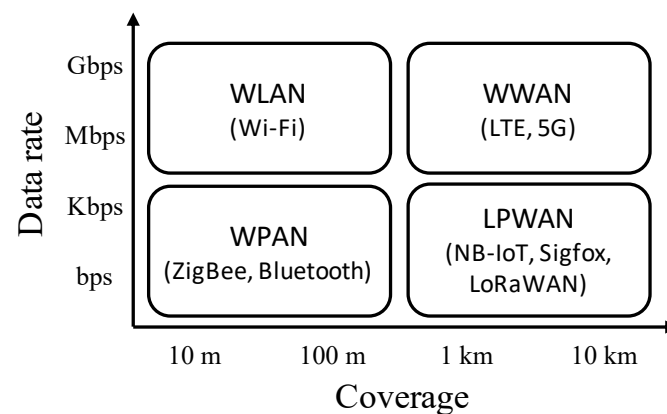 Data rate
Gbps
Mbps
Kbps
bps
WLAN
(Wi-Fi)
WWAN
(LTE, 5G)
WPAN
(ZigBee, Bluetooth)
LPWAN
(NB-IoT, Sigfox,
LoRaWAN)
10 m
100 m
1 km
10 km
Coverage